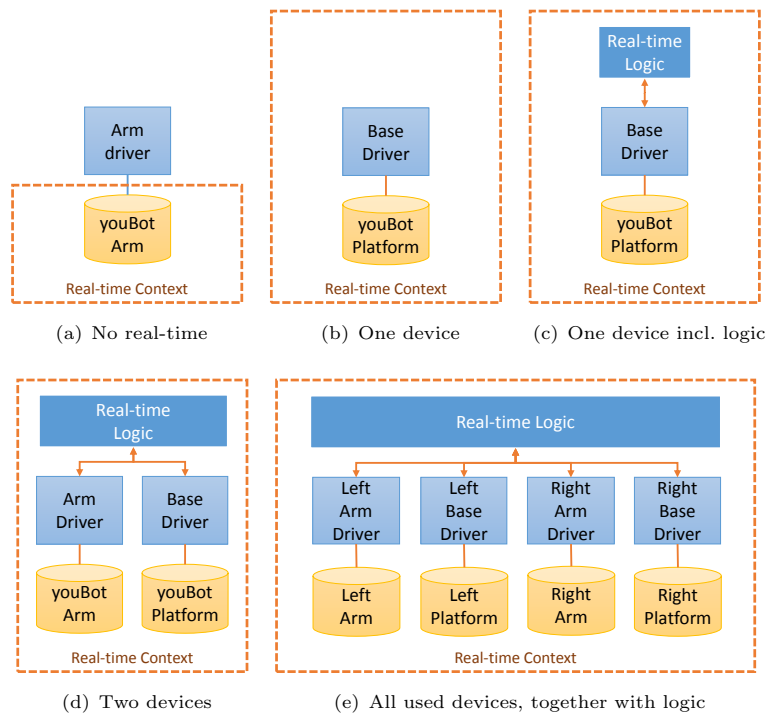 Arm
driver
youBot
Arm
Real-time Context
(a) No real-time
Base
Driver
youBot
Platform
Real-time Context
(b) One device
Real-time
Logic
Base
Driver
youBot
Platform
Real-time Context
(c) One device incl. logic
Real-time
Logic
Arm
Driver
Base
Driver
youBot
Arm
youBot
Platform
Real-time Context
(d) Two devices
Real-time Logic
Left
Arm
Driver
Left
Base
Driver
Right
Arm
Driver
Right
Base
Driver
Left
Arm
Left
Platform
Right
Arm
Right
Platform
Real-time Context
(e) All used devices, together with logic